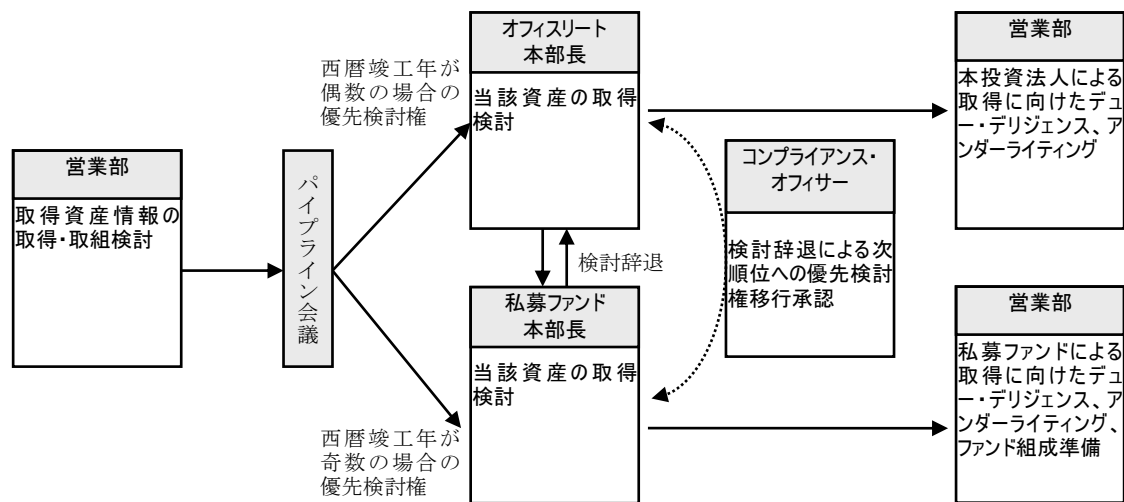 営業部
取得資産情報の
取得・取組検討
パイプライン会議
西暦竣工年が
偶数の場合の
優先検討権
オフィスリート
本部長
当該資産の取得
検討
検討辞退
西暦竣工年が
奇数の場合の
優先検討権
私募ファンド
本部長
当該資産の取得
検討
コンプライアンス・
オフィサー
検討辞退による次
順位への優先検討
権移行承認
営業部
本投資法人による
取得に向けたデュ
ー・デリジェンス、ア
ンダーライティング
営業部
私募ファンドによる
取得に向けたデュ
ー・デリジェンス、ア
ンダーライティング、
ファンド組成準備